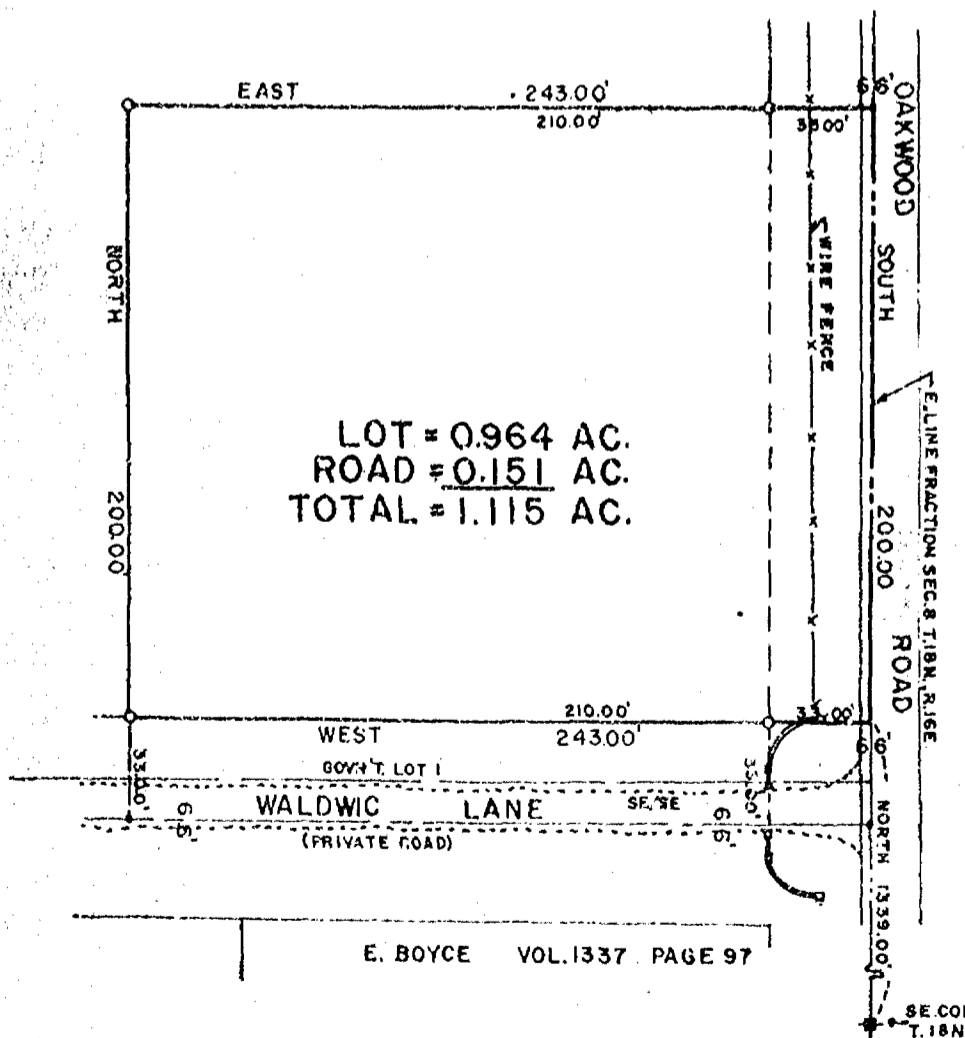 EAST 243.00'
210.00' 33.00'
66'
OAKWOOD
SOUTH
200.00
ROAD
WIRE FENCE
E. LINE FRACTION SEC. 8 T.18N., R.16E.
NORTH
200.00'
LOT = 0.964 AC.
ROAD = 0.151 AC.
TOTAL = 1.115 AC.
210.00' 33.00'
WEST 243.00'
66'
GOV'T. LOT 1
33.00'
33.00'
WALDWIC LANE SE./SE
66'
66'
(PRIVATE ROAD)
NORTH 1339.00'
E. BOYCE VOL. 1337 PAGE 97
T. 18N